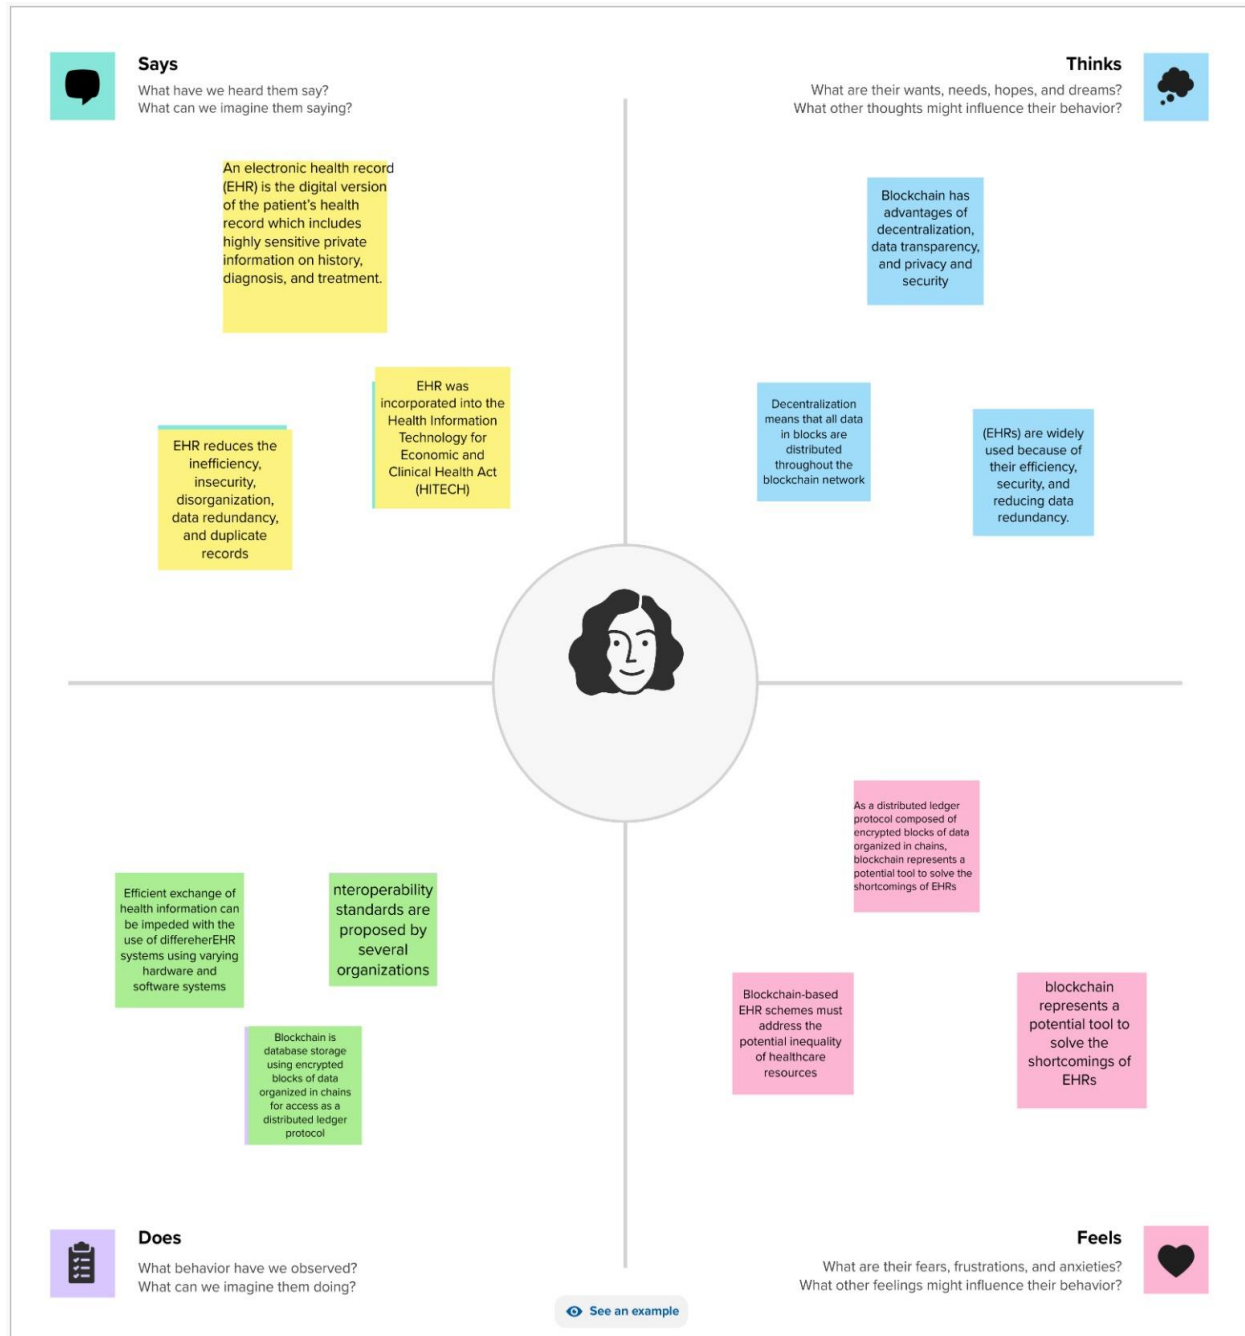 Says
What have we heard them say?
What can we imagine them saying?
An electronic health record
(EHR) is the digital version
of the patient's health
record which includes
highly sensitive private
information on history,
diagnosis, and treatment.
EHR was
incorporated into the
Health Information
Technology for
Economic and
Clinical Health Act
(HITECH)
EHR reduces the
inefficiency,
insecurity,
disorganization,
data redundancy,
and duplicate
records
Thinks
What are their wants, needs, hopes, and dreams?
What other thoughts might influence their behavior?
Blockchain has
advantages of
decentralization,
data transparency,
and privacy and
security
Decentralization
means that all data
in blocks are
distributed
throughout the
blockchain network
(EHRs) are widely
used because of
their efficiency,
security, and
reducing data
redundancy.
Efficient exchange of
health information can
be impeded with the
use of differeherEHR
systems using varying
hardware and
software systems
nteroperability
standards are
proposed by
several
organizations
Blockchain is
database storage
using encrypted
blocks of data
organized in chains
for access as a
distributed ledger
protocol
Does
What behavior have we observed?
What can we imagine them doing?
As a distributed ledger
protocol composed of
encrypted blocks of data
organized in chains,
blockchain represents a
potential tool to solve the
shortcomings of EHRs
Blockchain-based
EHR schemes must
address the
potential inequality
of healthcare
resources
blockchain
represents a
potential tool to
solve the
shortcomings of
EHRs
Feels
What are their fears, frustrations, and anxieties?
What other feelings might influence their behavior?
See an example